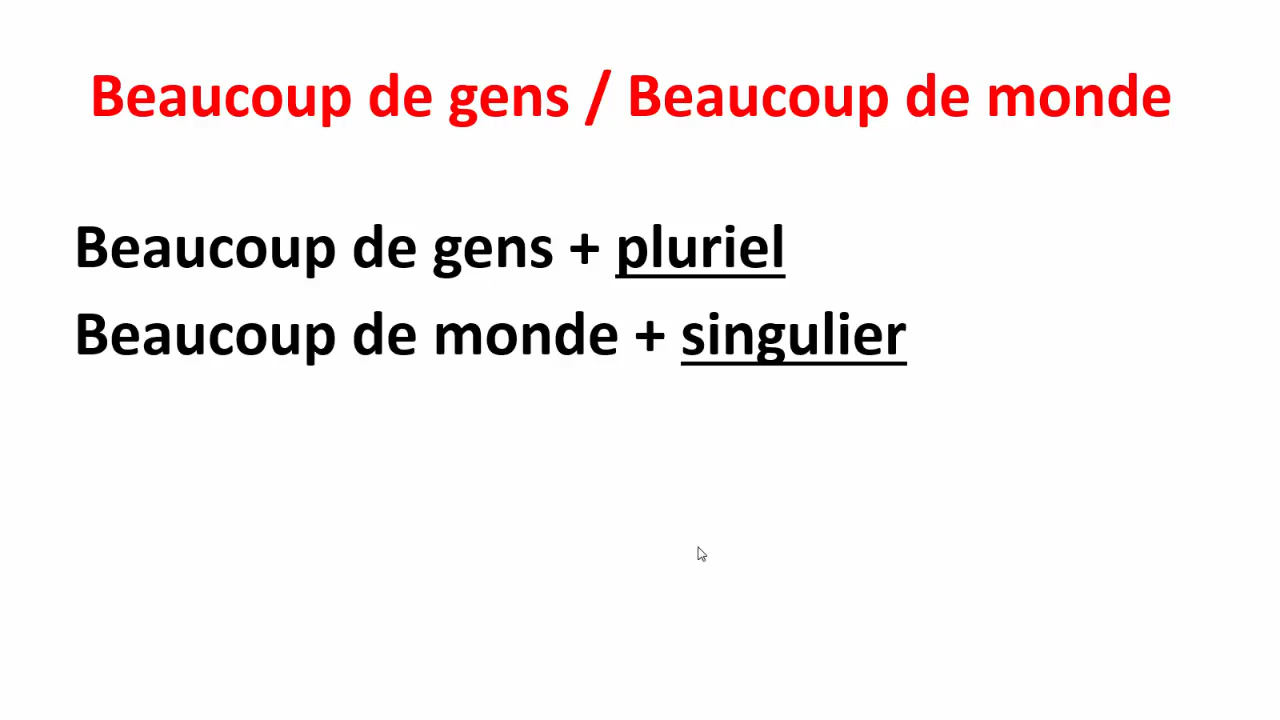 Beaucoup de gens / Beaucoup de monde
Beaucoup de gens + pluriel
Beaucoup de monde + singulier